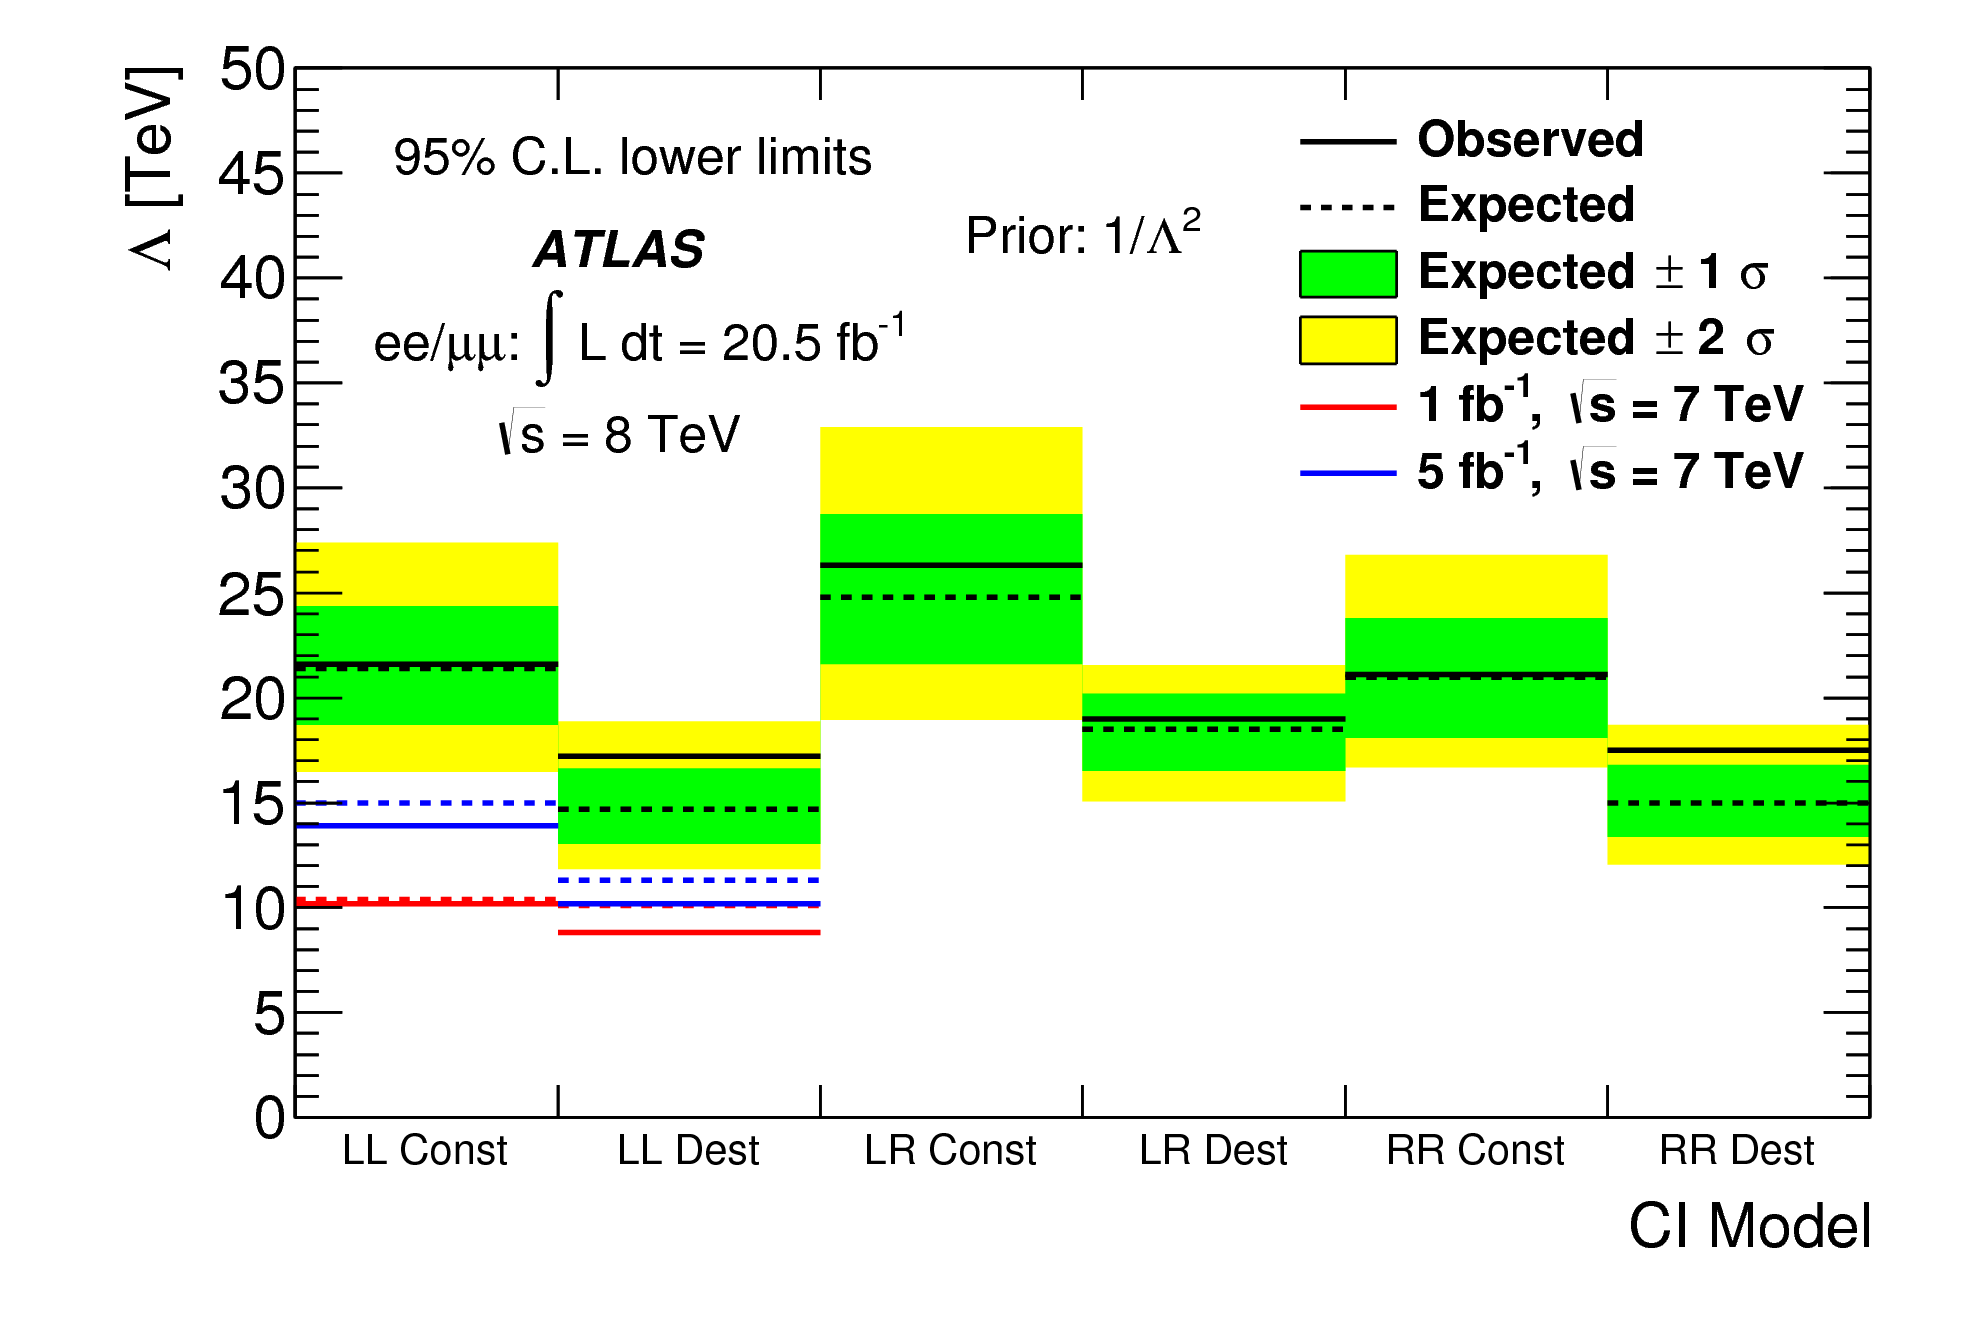 Λ [TeV]
50
45
40
35
30
25
20
15
10
5
0
95% C.L. lower limits
ATLAS
Prior: 1/Λ²
ee/μμ: ∫ L dt = 20.5 fb⁻¹
√s = 8 TeV
Observed
Expected
Expected ± 1 σ
Expected ± 2 σ
1 fb⁻¹, √s = 7 TeV
5 fb⁻¹, √s = 7 TeV
LL Const LL Dest LR Const LR Dest RR Const RR Dest
CI Model